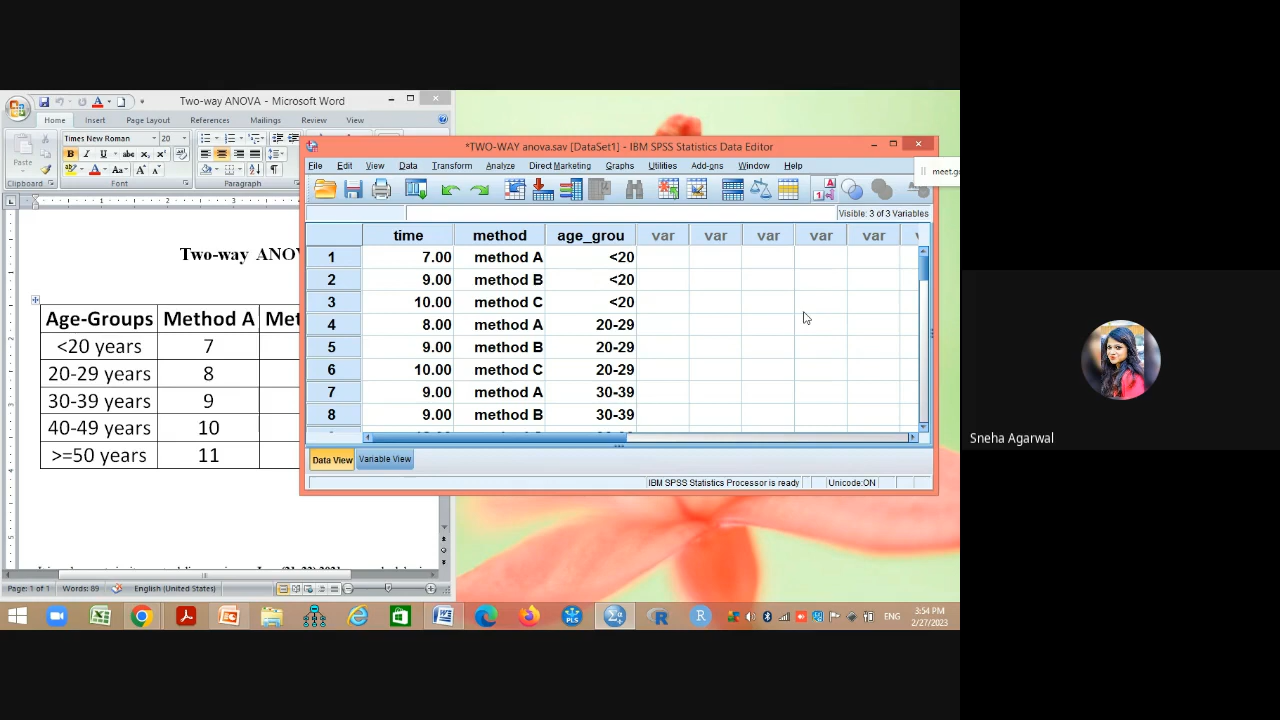 Two-way ANOVA - Microsoft Word
Home Insert Page Layout References Mailings Review View
Times New Roman 20
Paste
Clipboard Font Paragraph
Two-way ANO
Age-Groups Method A Met
<20 years 7
20-29 years 8
30-39 years 9
40-49 years 10
>=50 years 11
Page: 1 of 1 Words: 89 English (United States)
*TWO-WAY anova.sav [DataSet1] - IBM SPSS Statistics Data Editor
File Edit View Data Transform Analyze Direct Marketing Graphs Utilities Add-ons Window Help
Visible: 3 of 3 Variables
time method age_grou var var var var var
1 7.00 method A <20
2 9.00 method B <20
3 10.00 method C <20
4 8.00 method A 20-29
5 9.00 method B 20-29
6 10.00 method C 20-29
7 9.00 method A 30-39
8 9.00 method B 30-39
Data View Variable View
IBM SPSS Statistics Processor is ready Unicode:ON
meet.go
Sneha Agarwal
ENG
3:54 PM
2/27/2023